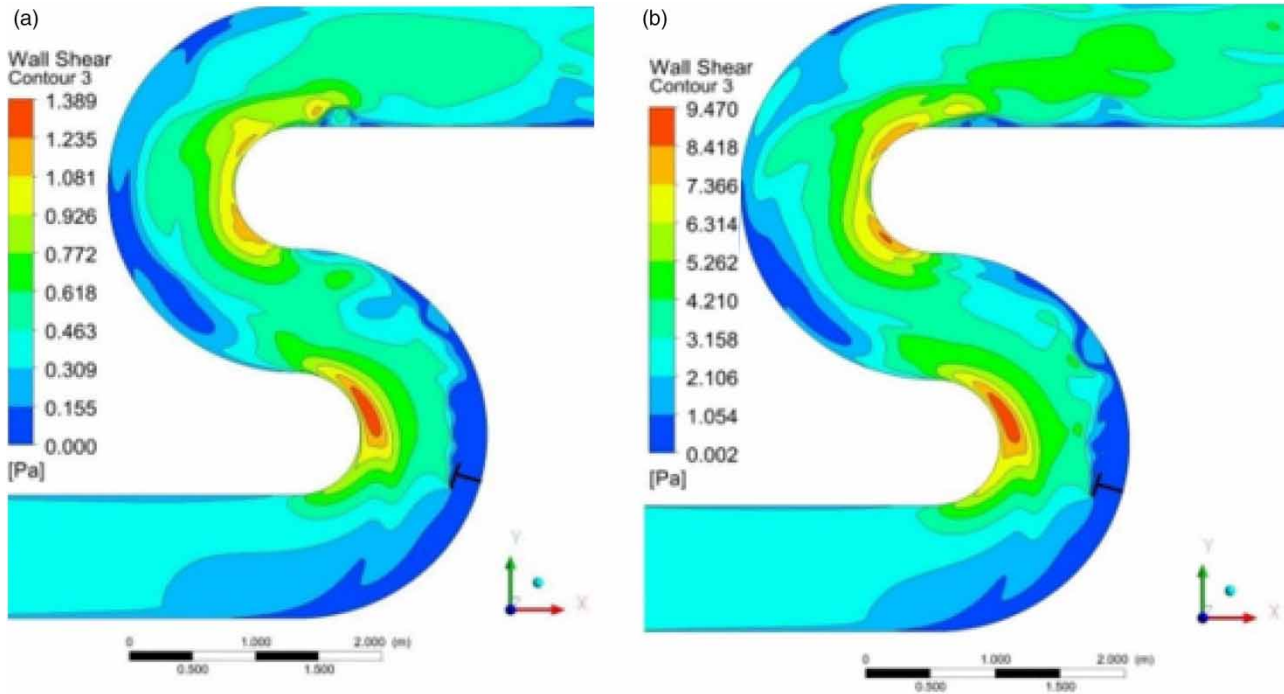 (a)
Wall Shear
Contour 3
1.389
1.235
1.081
0.926
0.772
0.618
0.463
0.309
0.155
0.000
[Pa]
Y
X
0 1.000 2.000 (m)
0.500 1.500
(b)
Wall Shear
Contour 3
9.470
8.418
7.366
6.314
5.262
4.210
3.158
2.106
1.054
0.002
[Pa]
Y
X
0 1.000 2.000 (m)
0.500 1.500